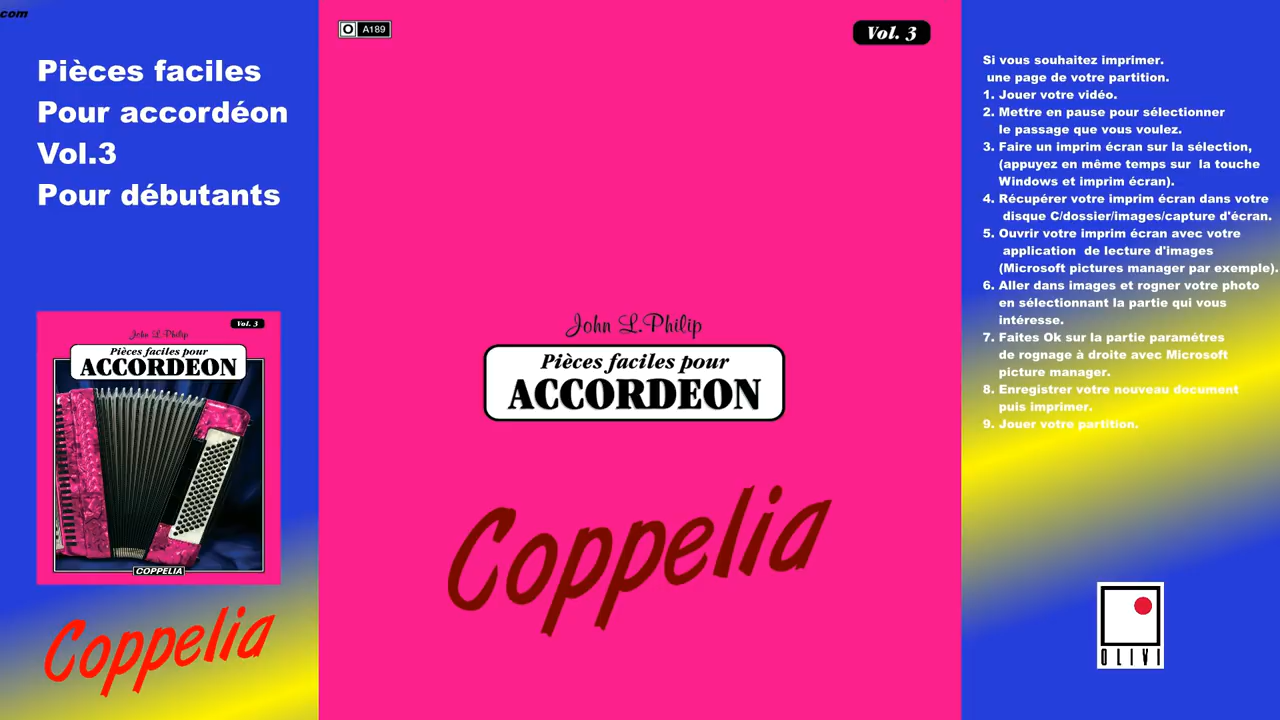 com
Pièces faciles
Pour accordéon
Vol.3
Pour débutants
Vol. 3
John L.Philip
Pièces faciles pour
ACCORDEON
COPPELIA
Coppelia
O A189
Vol. 3
John L.Philip
Pièces faciles pour
ACCORDEON
Coppelia
Si vous souhaitez imprimer.
une page de votre partition.
1. Jouer votre vidéo.
2. Mettre en pause pour sélectionner
le passage que vous voulez.
3. Faire un imprim écran sur la sélection,
(appuyez en même temps sur la touche
Windows et imprim écran).
4. Récupérer votre imprim écran dans votre
disque C/dossier/images/capture d'écran.
5. Ouvrir votre imprim écran avec votre
application de lecture d'images
(Microsoft pictures manager par exemple).
6. Aller dans images et rogner votre photo
en sélectionnant la partie qui vous
intéresse.
7. Faites Ok sur la partie paramétres
de rognage à droite avec Microsoft
picture manager.
8. Enregistrer votre nouveau document
puis imprimer.
9. Jouer votre partition.
OLIVI